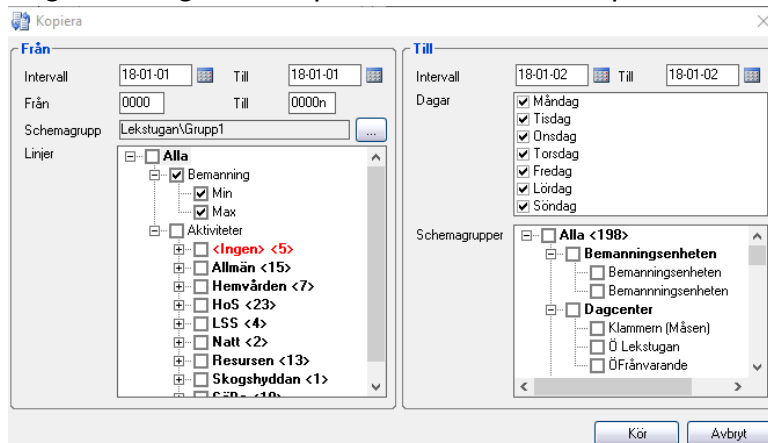 Kopiera
Från
Intervall 18-01-01 Till 18-01-01
Från 0000 Till 0000n
Schemagrupp Lekstugan\Grupp1 ...
Linjer
Alla
Bemanning
Min
Max
Aktiviteter
<Ingen> <5>
Allmän <15>
Hemvården <7>
HoS <23>
LSS <4>
Natt <2>
Resursen <13>
Skogshyddan <1>
Till
Intervall 18-01-02 Till 18-01-02
Dagar
Måndag
Tisdag
Onsdag
Torsdag
Fredag
Lördag
Söndag
Schemagrupper
Alla <198>
Bemanningsenheten
Bemanningsenheten
Bemannningsenheten
Dagcenter
Klammern (Måsen)
Ö Lekstugan
ÖFrånvarande
Kör Avbryt